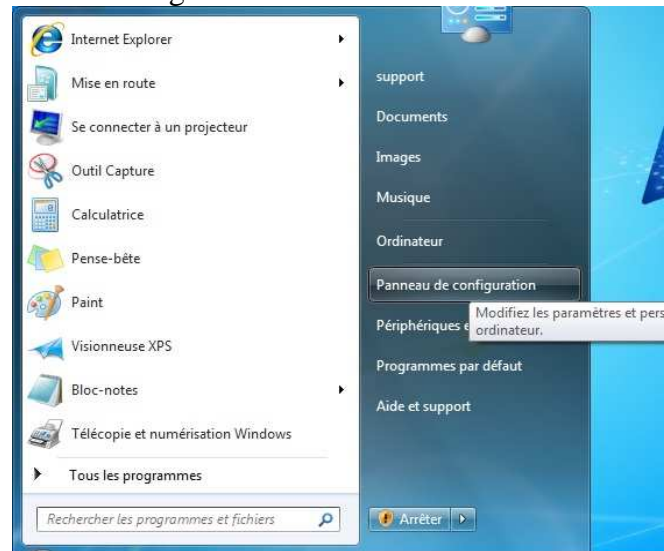 Internet Explorer
Mise en route
Se connecter à un projecteur
Outil Capture
Calculatrice
Pense-bête
Paint
Visionneuse XPS
Bloc-notes
Télécopie et numérisation Windows
Tous les programmes
Rechercher les programmes et fichiers
support
Documents
Images
Musique
Ordinateur
Panneau de configuration
Modifiez les paramètres et pers
ordinateur.
Périphériques e
Programmes par défaut
Aide et support
Arrêter